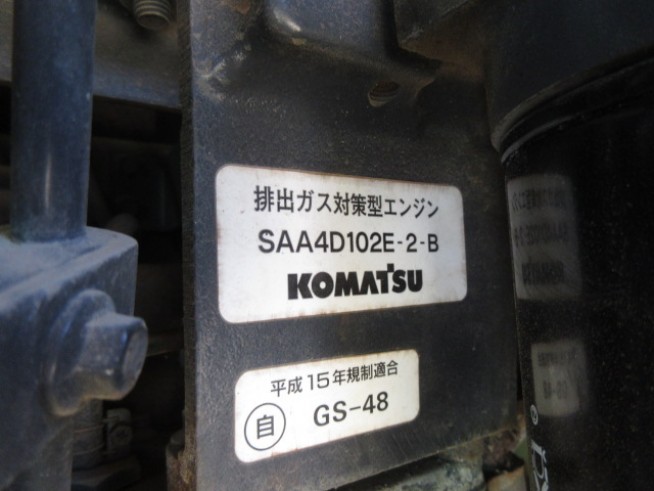 排出ガス対策型エンジン
SAA4D102E-2-B
KOMATSU
平成15年規制適合
自 GS-48